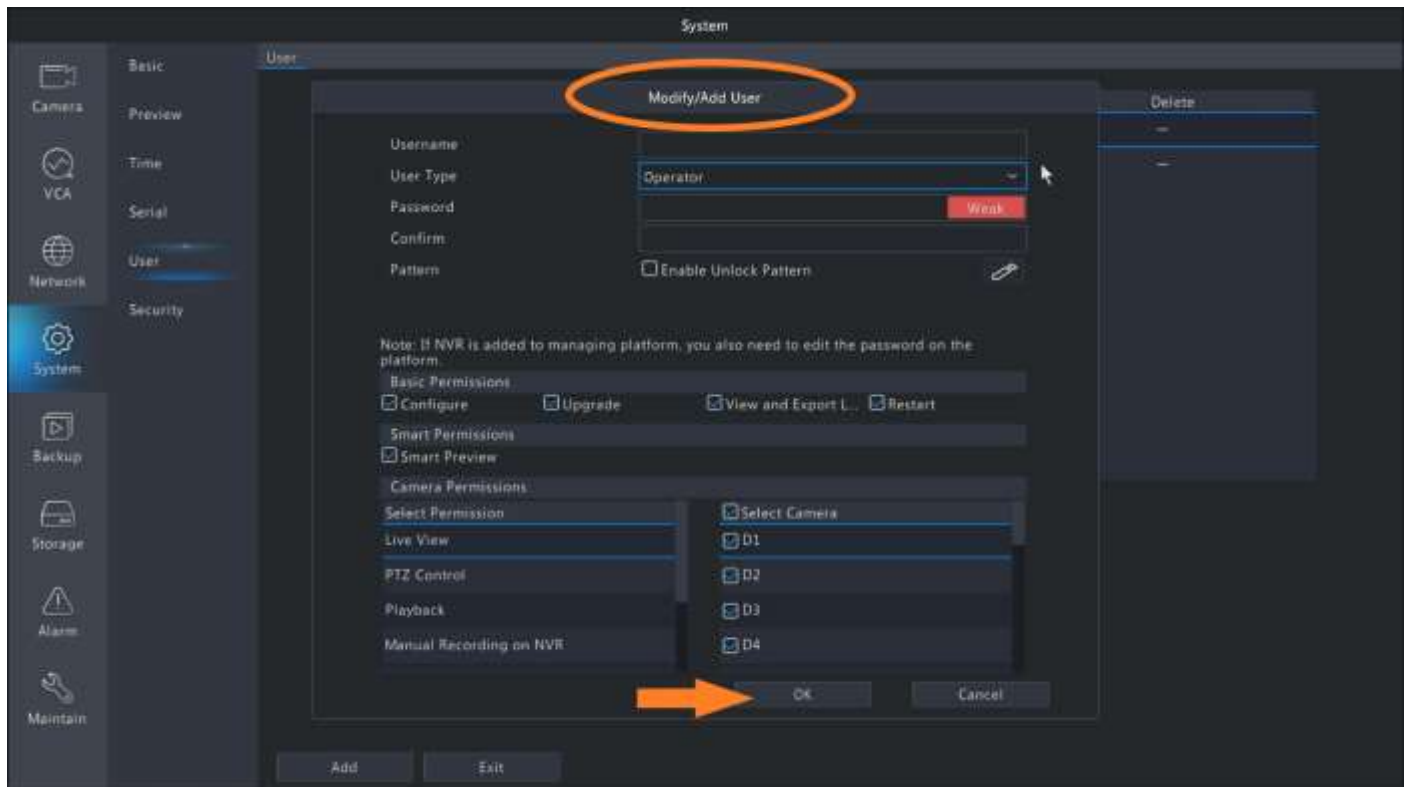 System
Camera
VCA
Network
System
Backup
Storage
Alarm
Maintain
Basic
Preview
Time
Serial
User
Security
User
Modify/Add User
Delete
—
—
Username
User Type
Operator
Password
Weak
Confirm
Pattern
Enable Unlock Pattern
Note: If NVR is added to managing platform, you also need to edit the password on the
platform.
Basic Permissions
Configure
Upgrade
View and Export L...
Restart
Smart Permissions
Smart Preview
Camera Permissions
Select Permission
Select Camera
Live View
D1
PTZ Control
D2
Playback
D3
Manual Recording on NVR
D4
OK
Cancel
Add
Exit